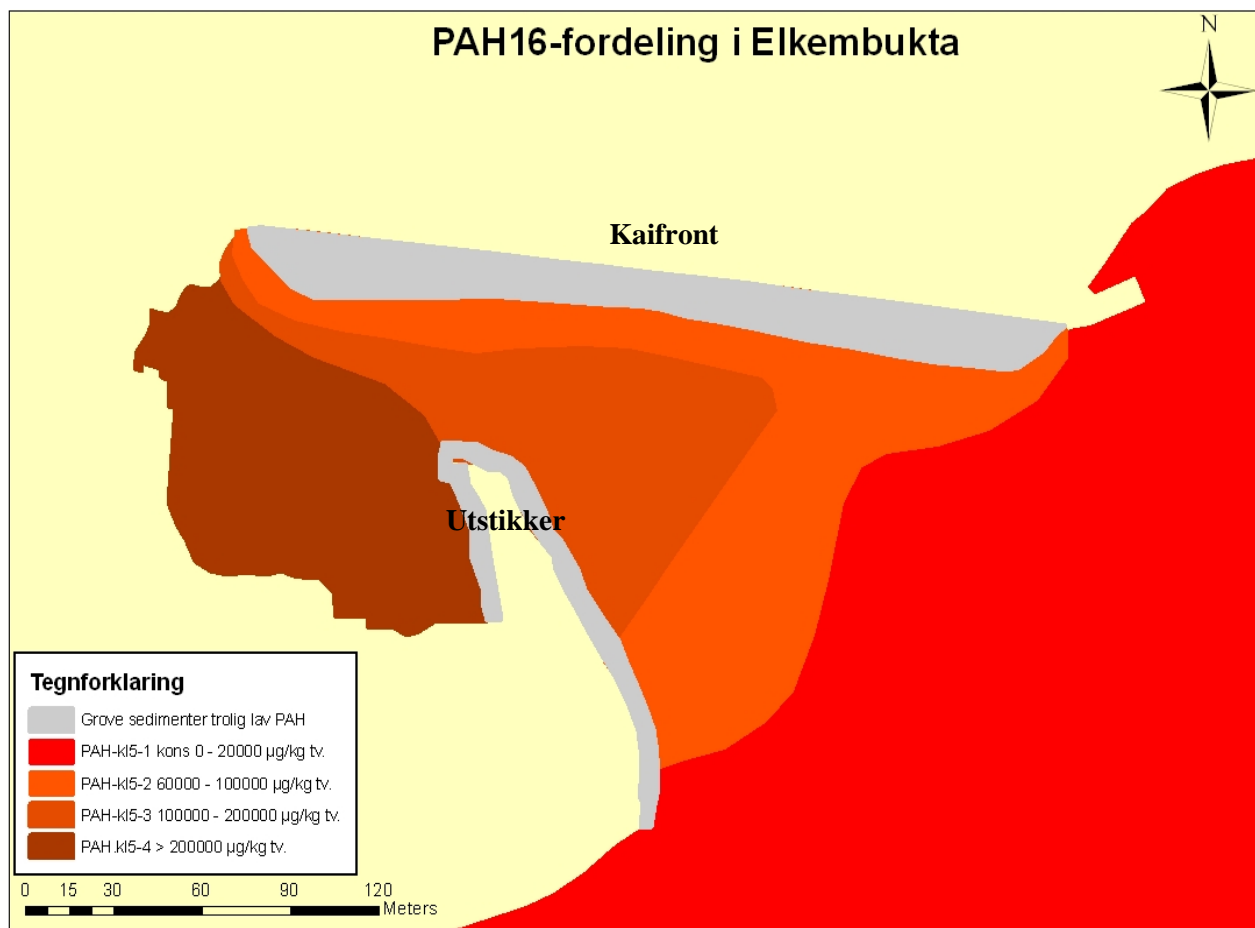 PAH16-fordeling i Elkembukta
N
Kaifront
Utstikker
Tegnforklaring
Grove sedimenter trolig lav PAH
PAH-kl5-1 kons 0 - 20000 µg/kg tv.
PAH-kl5-2 60000 - 100000 µg/kg tv.
PAH-kl5-3 100000 - 200000 µg/kg tv.
PAH.kl5-4 > 200000 µg/kg tv.
0 15 30 60 90 120
Meters